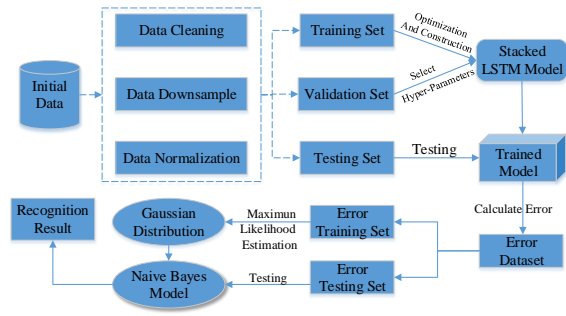 Initial
Data
Data Cleaning
Data Downsample
Data Normalization
Training Set
Validation Set
Testing Set
Optimization
And Construction
Select
Hyper-Parameters
Testing
Stacked
LSTM Model
Trained
Model
Calculate Error
Error
Dataset
Error
Training Set
Error
Testing Set
Maximun
Likelihood
Estimation
Testing
Gaussian
Distribution
Naive Bayes
Model
Recognition
Result